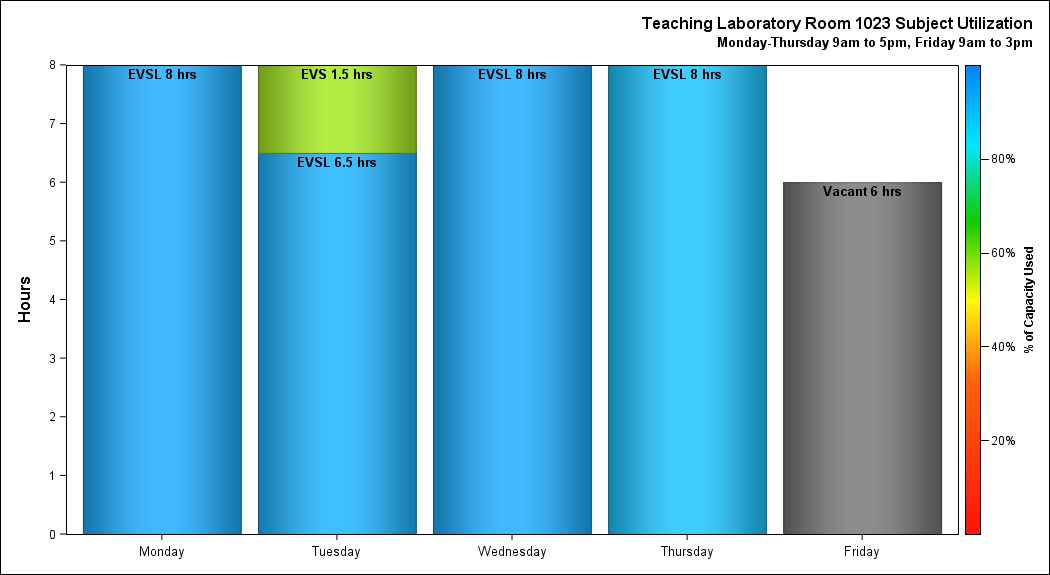 Teaching Laboratory Room 1023 Subject Utilization
Monday-Thursday 9am to 5pm, Friday 9am to 3pm
Hours
8
7
6
5
4
3
2
1
0
EVSL 8 hrs
EVS 1.5 hrs
EVSL 6.5 hrs
EVSL 8 hrs
EVSL 8 hrs
Vacant 6 hrs
Monday
Tuesday
Wednesday
Thursday
Friday
80%
60%
40%
20%
% of Capacity Used